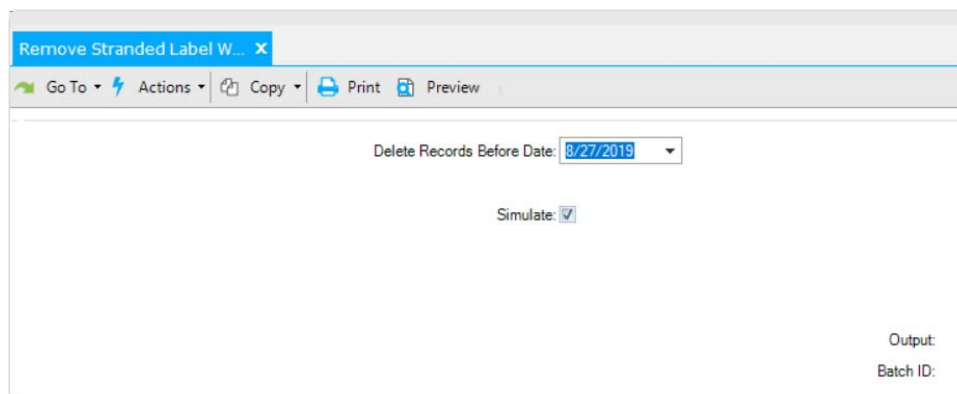 Remove Stranded Label W... X
Go To Actions Copy Print Preview
Delete Records Before Date: 8/27/2019
Simulate:
Output:
Batch ID: